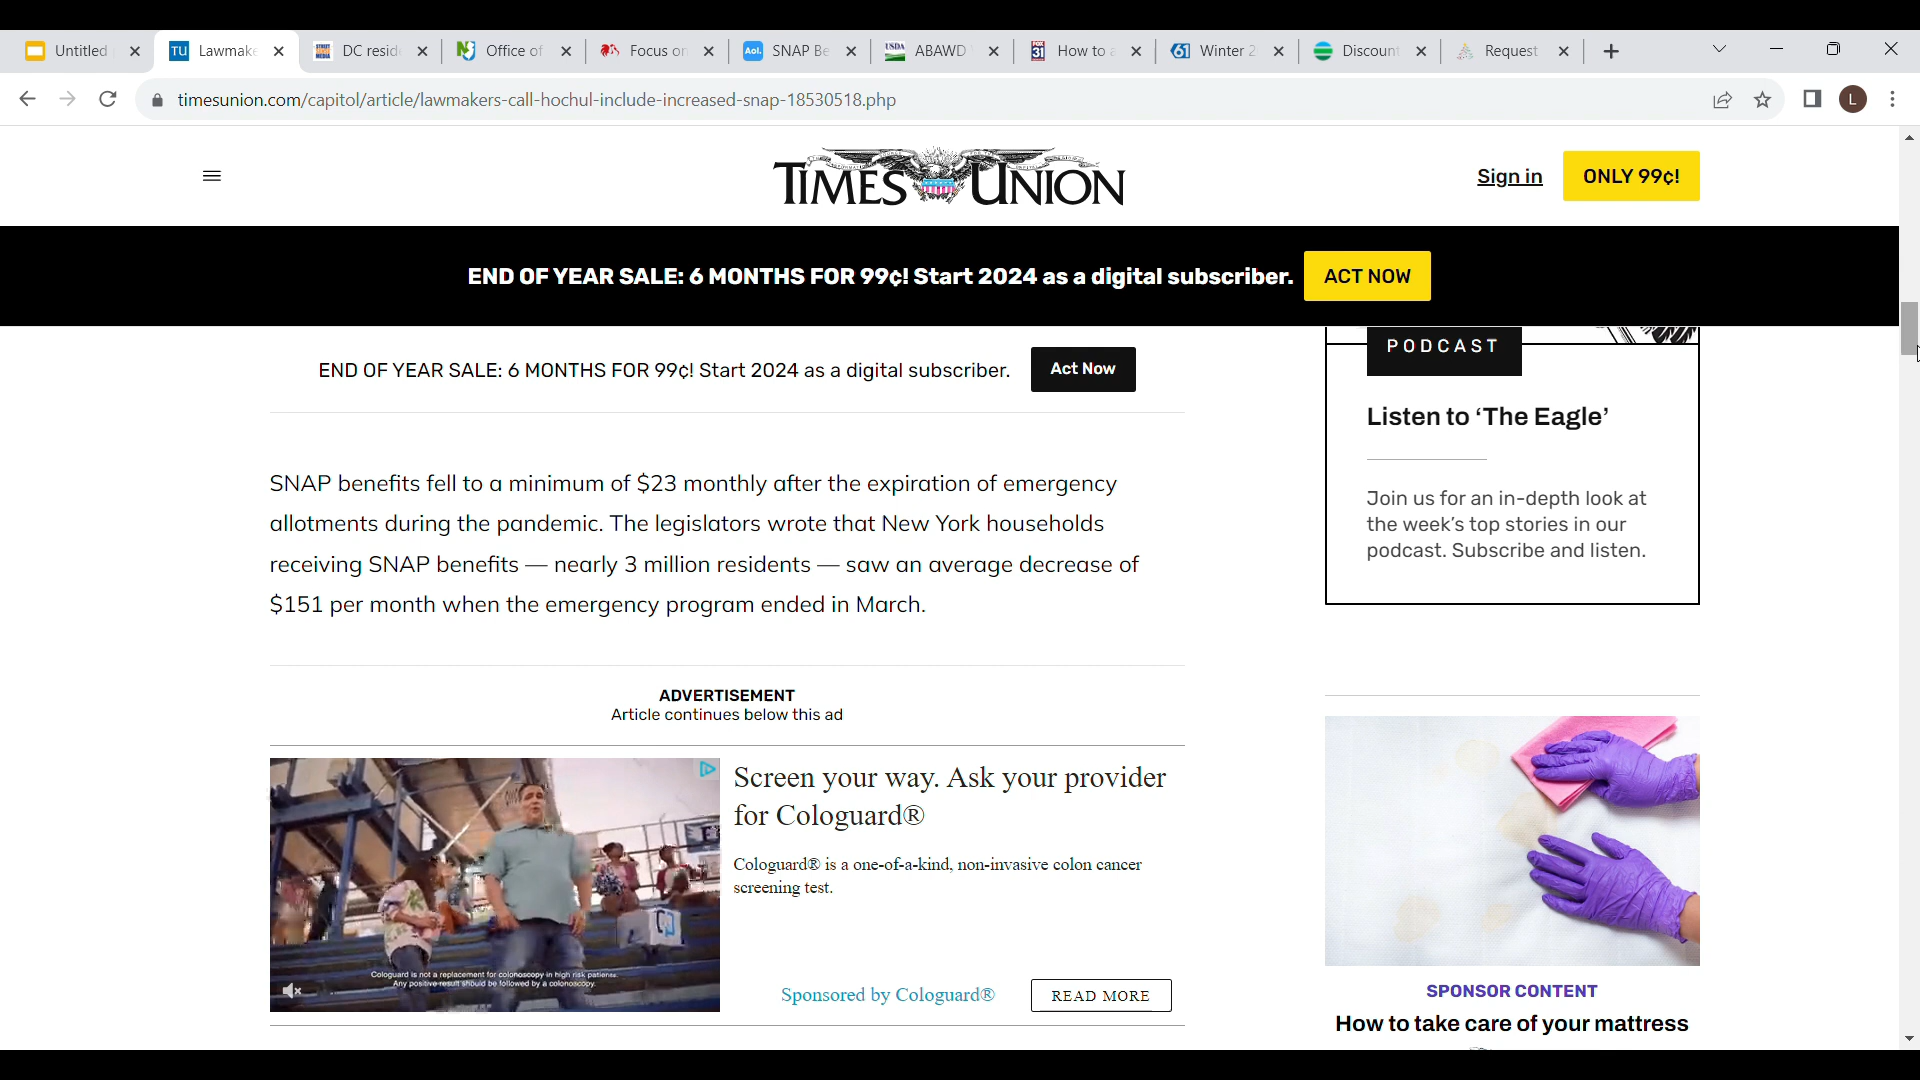 Untitled
Lawmake
DC resid
Office of
Focus on
SNAP Be
ABAWD
How to a
Winter 2
Discount
Request
timesunion.com/capitol/article/lawmakers-call-hochul-include-increased-snap-18530518.php
L
TIMES UNION
Sign in
ONLY 99¢!
END OF YEAR SALE: 6 MONTHS FOR 99¢! Start 2024 as a digital subscriber.
ACT NOW
END OF YEAR SALE: 6 MONTHS FOR 99¢! Start 2024 as a digital subscriber.
Act Now
SNAP benefits fell to a minimum of $23 monthly after the expiration of emergency
allotments during the pandemic. The legislators wrote that New York households
receiving SNAP benefits — nearly 3 million residents — saw an average decrease of
$151 per month when the emergency program ended in March.
ADVERTISEMENT
Article continues below this ad
Cologuard is not a replacement for colonoscopy in high risk patients.
Any positive result should be followed by a colonoscopy.
Screen your way. Ask your provider
for Cologuard®
Cologuard® is a one-of-a-kind, non-invasive colon cancer
screening test.
Sponsored by Cologuard®
READ MORE
PODCAST
Listen to ‘The Eagle’
Join us for an in-depth look at
the week’s top stories in our
podcast. Subscribe and listen.
SPONSOR CONTENT
How to take care of your mattress